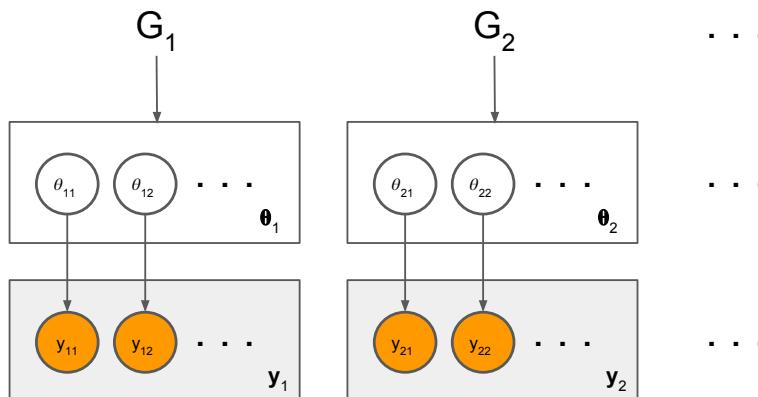 G₁ G₂ . . .
θ₁₁ θ₁₂ . . . θ₂₁ θ₂₂ . . . . . .
𝛉₁ 𝛉₂
y₁₁ y₁₂ . . . y₂₁ y₂₂ . . . . . .
𝐲₁ 𝐲₂